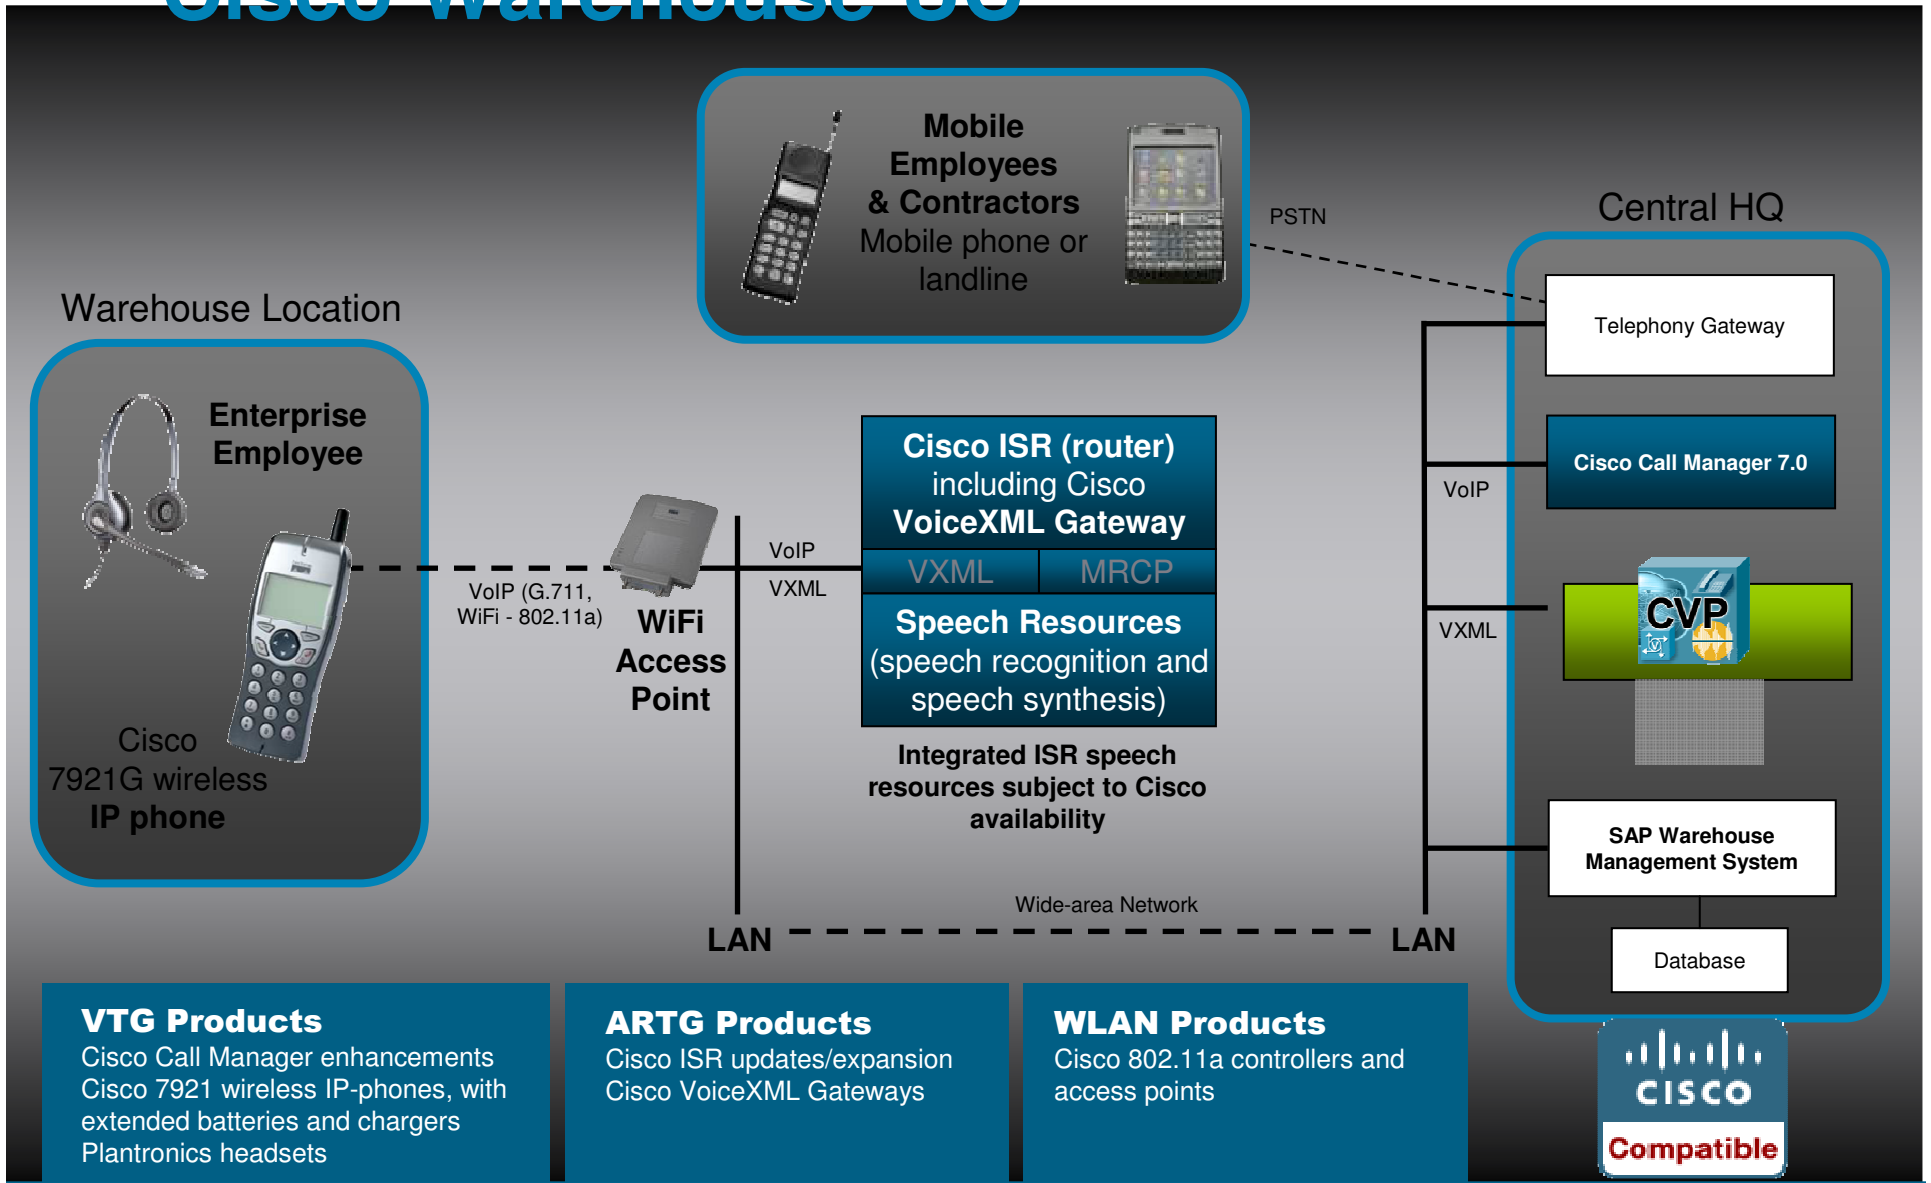 Cisco Warehouse UC
Mobile
Employees
& Contractors
Mobile phone or
landline
PSTN
Central HQ
Telephony Gateway
Cisco Call Manager 7.0
VoIP
CVP
VXML
SAP Warehouse
Management System
Database
Warehouse Location
Enterprise
Employee
Cisco
7921G wireless
IP phone
VoIP (G.711,
WiFi - 802.11a)
WiFi
Access
Point
VoIP
VXML
Cisco ISR (router)
including Cisco
VoiceXML Gateway
VXML MRCP
Speech Resources
(speech recognition and
speech synthesis)
Integrated ISR speech
resources subject to Cisco
availability
Wide-area Network
LAN LAN
VTG Products
Cisco Call Manager enhancements
Cisco 7921 wireless IP-phones, with
extended batteries and chargers
Plantronics headsets
ARTG Products
Cisco ISR updates/expansion
Cisco VoiceXML Gateways
WLAN Products
Cisco 802.11a controllers and
access points
CISCO
Compatible